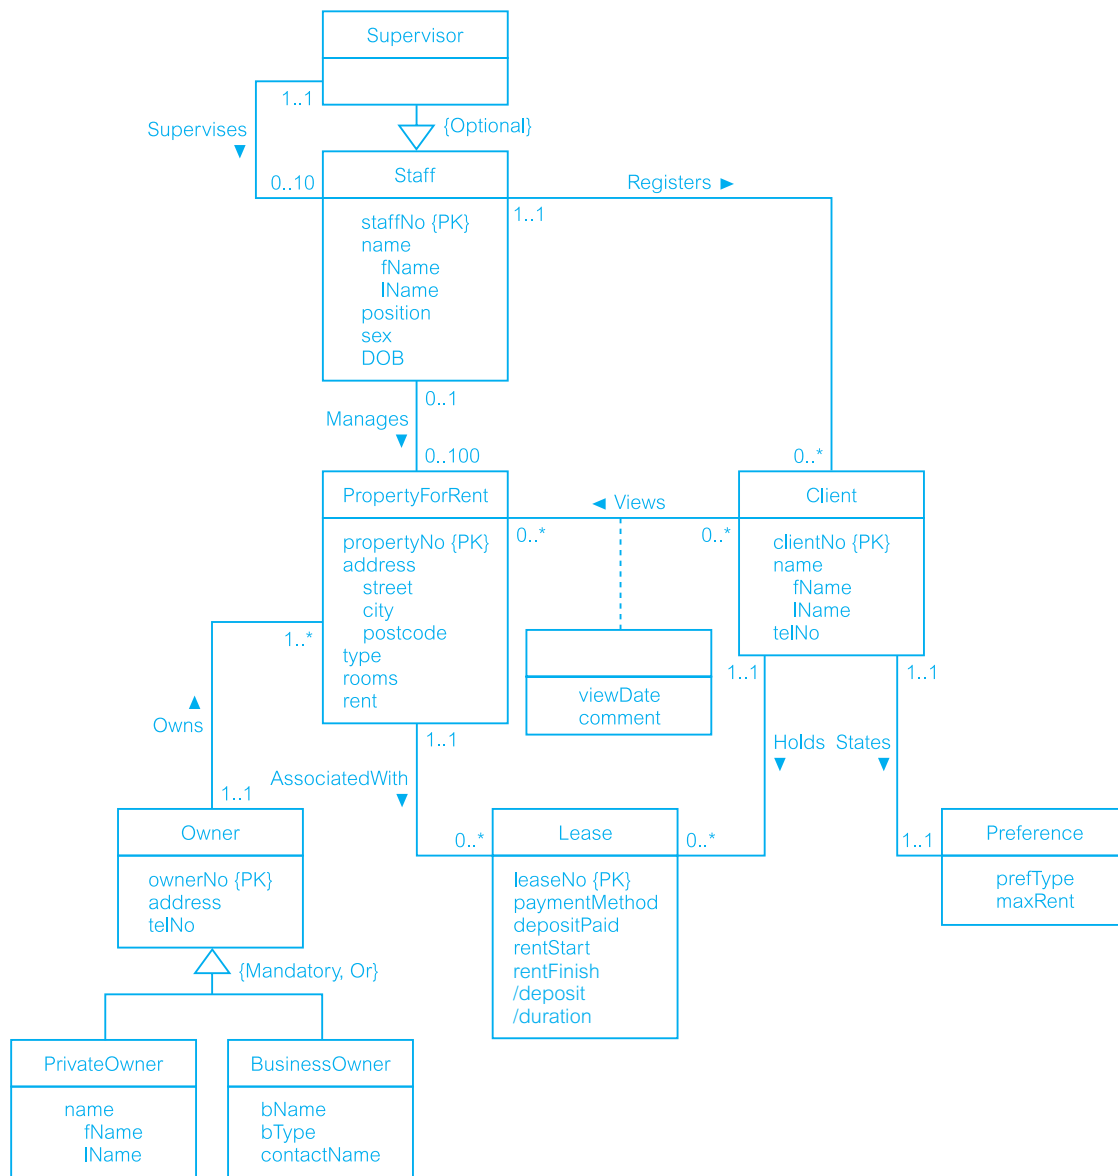 Supervisor
1..1
Supervises
{Optional}
0..10
Staff
Registers
1..1
staffNo {PK}
name
fName
lName
position
sex
DOB
0..1
Manages
0..100
0..*
PropertyForRent
Views
Client
0..*
0..*
propertyNo {PK}
address
street
city
postcode
type
rooms
rent
clientNo {PK}
name
fName
lName
telNo
1..*
1..1
1..1
viewDate
comment
Owns
1..1
Holds
States
AssociatedWith
1..1
0..*
0..*
1..1
Owner
Lease
Preference
ownerNo {PK}
address
telNo
leaseNo {PK}
paymentMethod
depositPaid
rentStart
rentFinish
/deposit
/duration
prefType
maxRent
{Mandatory, Or}
PrivateOwner
BusinessOwner
name
fName
lName
bName
bType
contactName